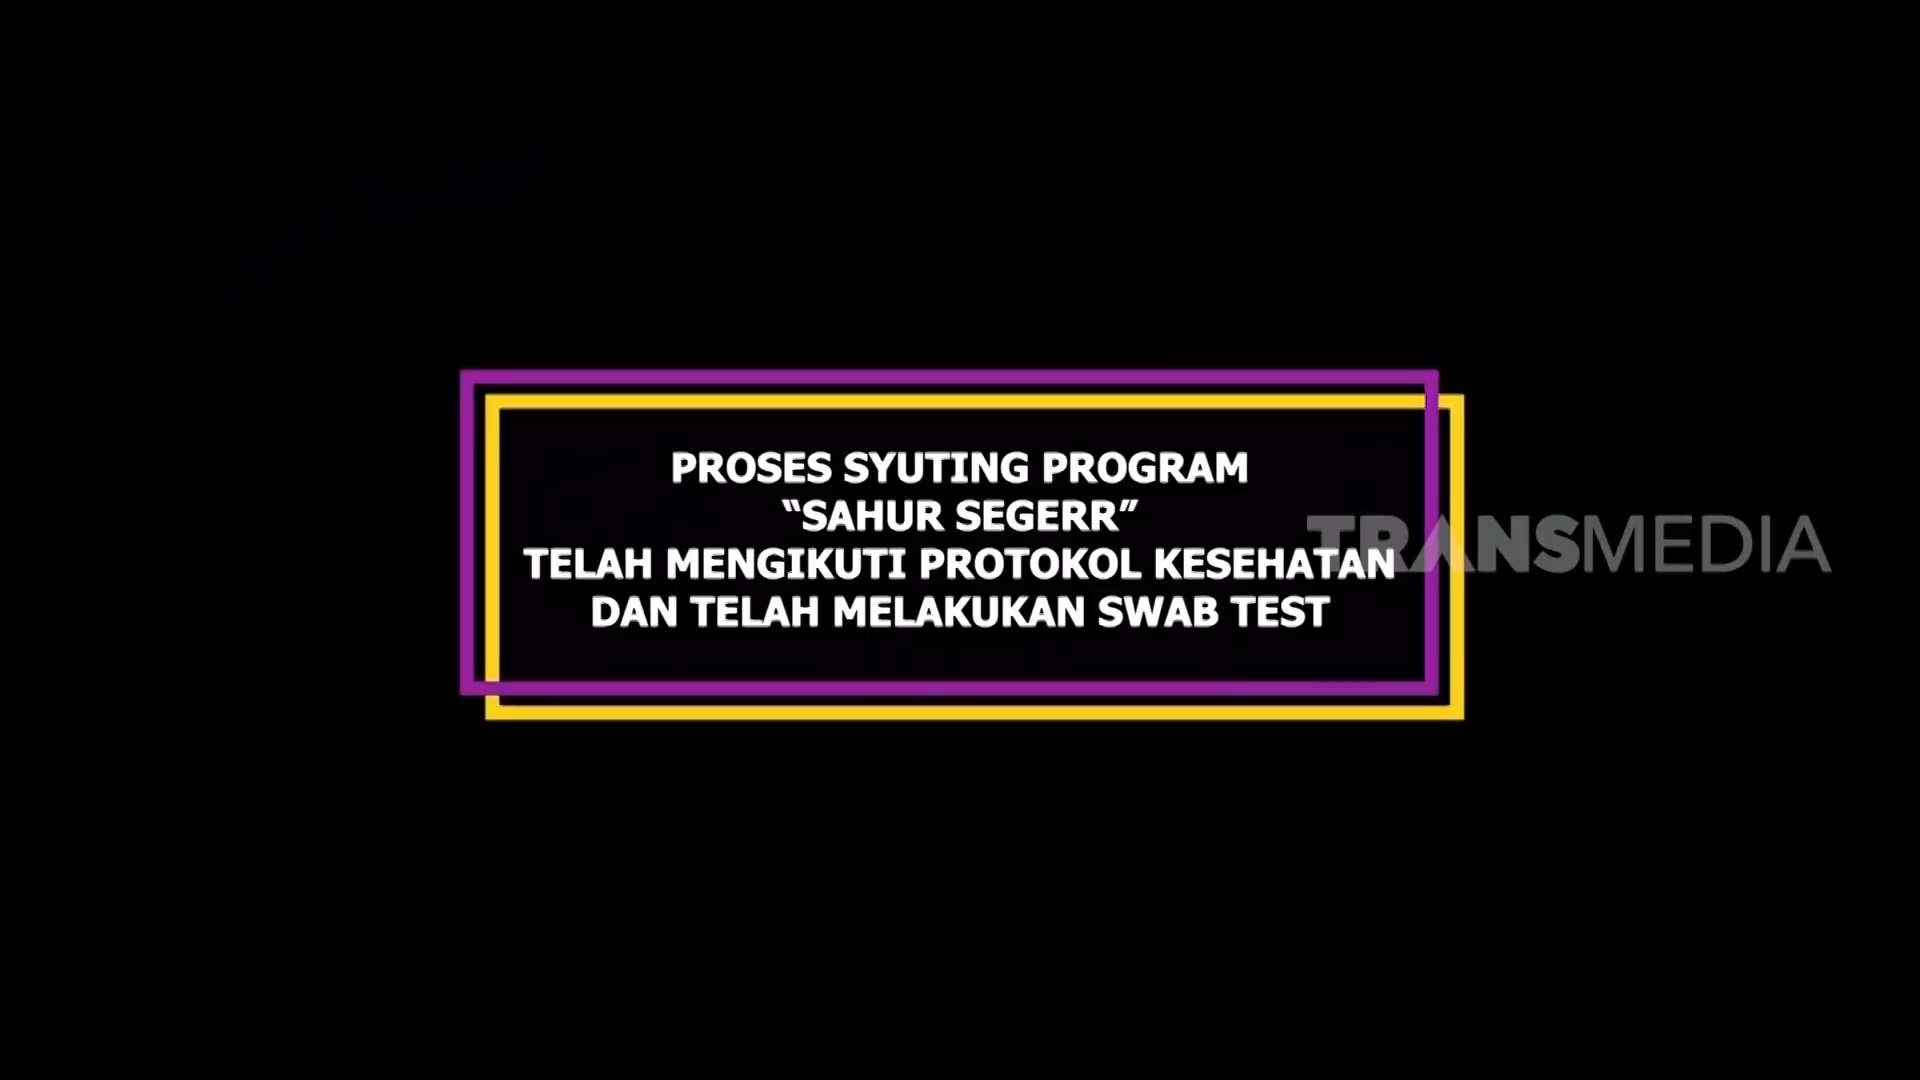 PROSES SYUTING PROGRAM
“SAHUR SEGERR”
TELAH MENGIKUTI PROTOKOL KESEHATAN
DAN TELAH MELAKUKAN SWAB TEST
TRANSMEDIA